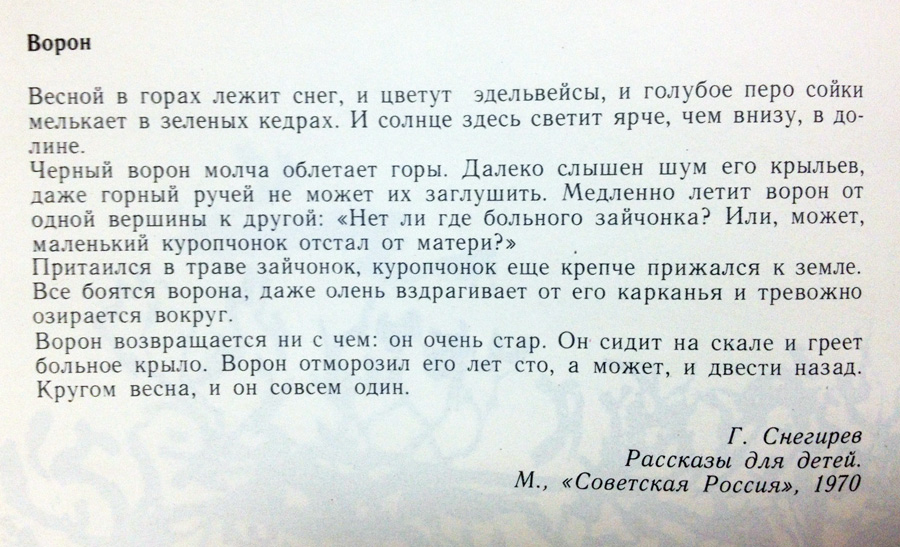 Ворон
Весной в горах лежит снег, и цветут эдельвейсы, и голубое перо сойки
мелькает в зеленых кедрах. И солнце здесь светит ярче, чем внизу, в до-
лине.
Черный ворон молча облетает горы. Далеко слышен шум его крыльев,
даже горный ручей не может их заглушить. Медленно летит ворон от
одной вершины к другой: «Нет ли где больного зайчонка? Или, может,
маленький куропчонок отстал от матери?»
Притаился в траве зайчонок, куропчонок еще крепче прижался к земле.
Все боятся ворона, даже олень вздрагивает от его карканья и тревожно
озирается вокруг.
Ворон возвращается ни с чем: он очень стар. Он сидит на скале и греет
больное крыло. Ворон отморозил его лет сто, а может, и двести назад.
Кругом весна, и он совсем один.
Г. Снегирев
Рассказы для детей.
М., «Советская Россия», 1970